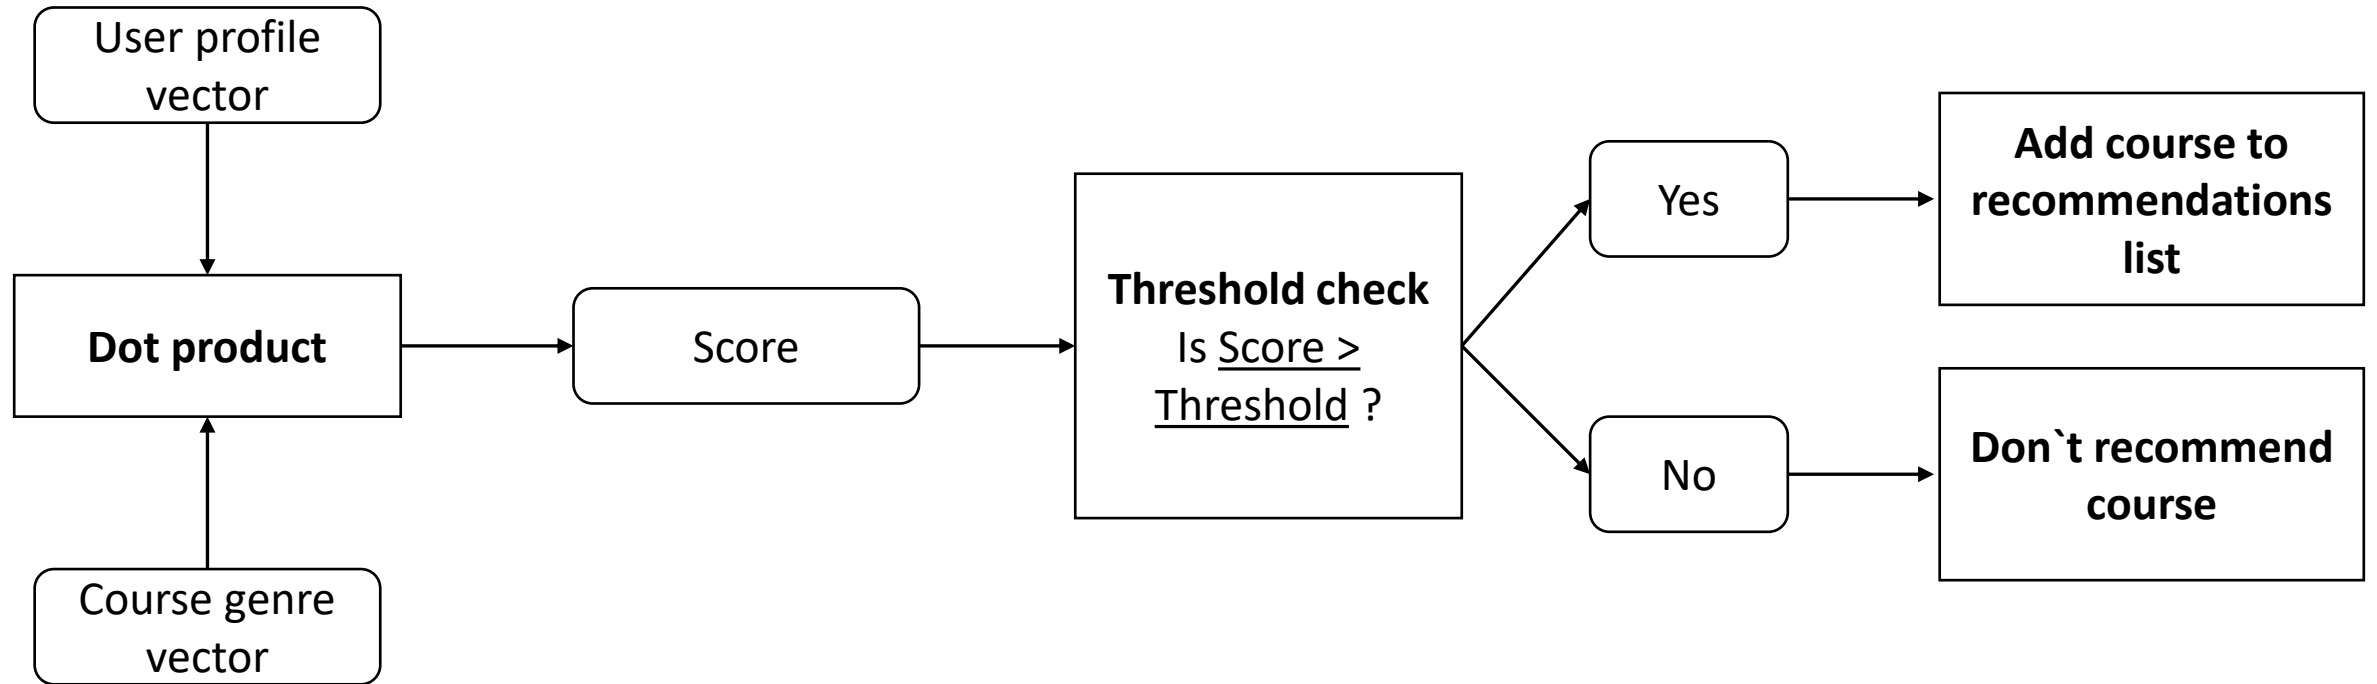 User profile
vector
Dot product
Course genre
vector
Score
Threshold check
Is Score >
Threshold ?
Yes
Add course to
recommendations
list
No
Don`t recommend
course